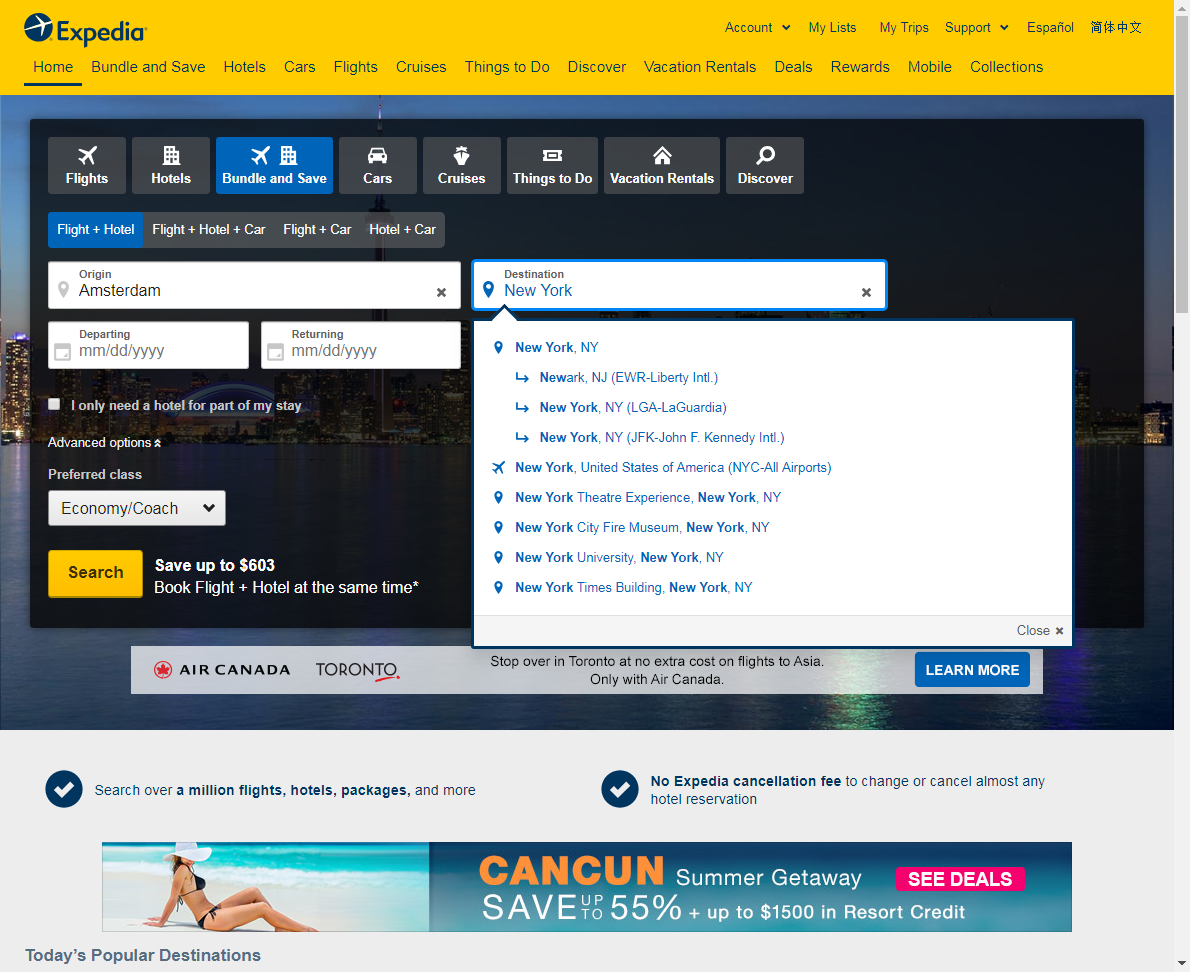 Expedia
Account My Lists My Trips Support Español 简体中文
Home Bundle and Save Hotels Cars Flights Cruises Things to Do Discover Vacation Rentals Deals Rewards Mobile Collections
Flights Hotels Bundle and Save Cars Cruises Things to Do Vacation Rentals Discover
Flight + Hotel Flight + Hotel + Car Flight + Car Hotel + Car
Origin
Amsterdam
Destination
New York
Departing
mm/dd/yyyy
Returning
mm/dd/yyyy
I only need a hotel for part of my stay
Advanced options
Preferred class
Economy/Coach
Search
Save up to $603
Book Flight + Hotel at the same time*
New York, NY
Newark, NJ (EWR-Liberty Intl.)
New York, NY (LGA-LaGuardia)
New York, NY (JFK-John F. Kennedy Intl.)
New York, United States of America (NYC-All Airports)
New York Theatre Experience, New York, NY
New York City Fire Museum, New York, NY
New York University, New York, NY
New York Times Building, New York, NY
Close
AIR CANADA TORONTO
Stop over in Toronto at no extra cost on flights to Asia.
Only with Air Canada.
LEARN MORE
Search over a million flights, hotels, packages, and more
No Expedia cancellation fee to change or cancel almost any
hotel reservation
CANCUN Summer Getaway SEE DEALS
SAVE UP TO 55% + up to $1500 in Resort Credit
Today's Popular Destinations